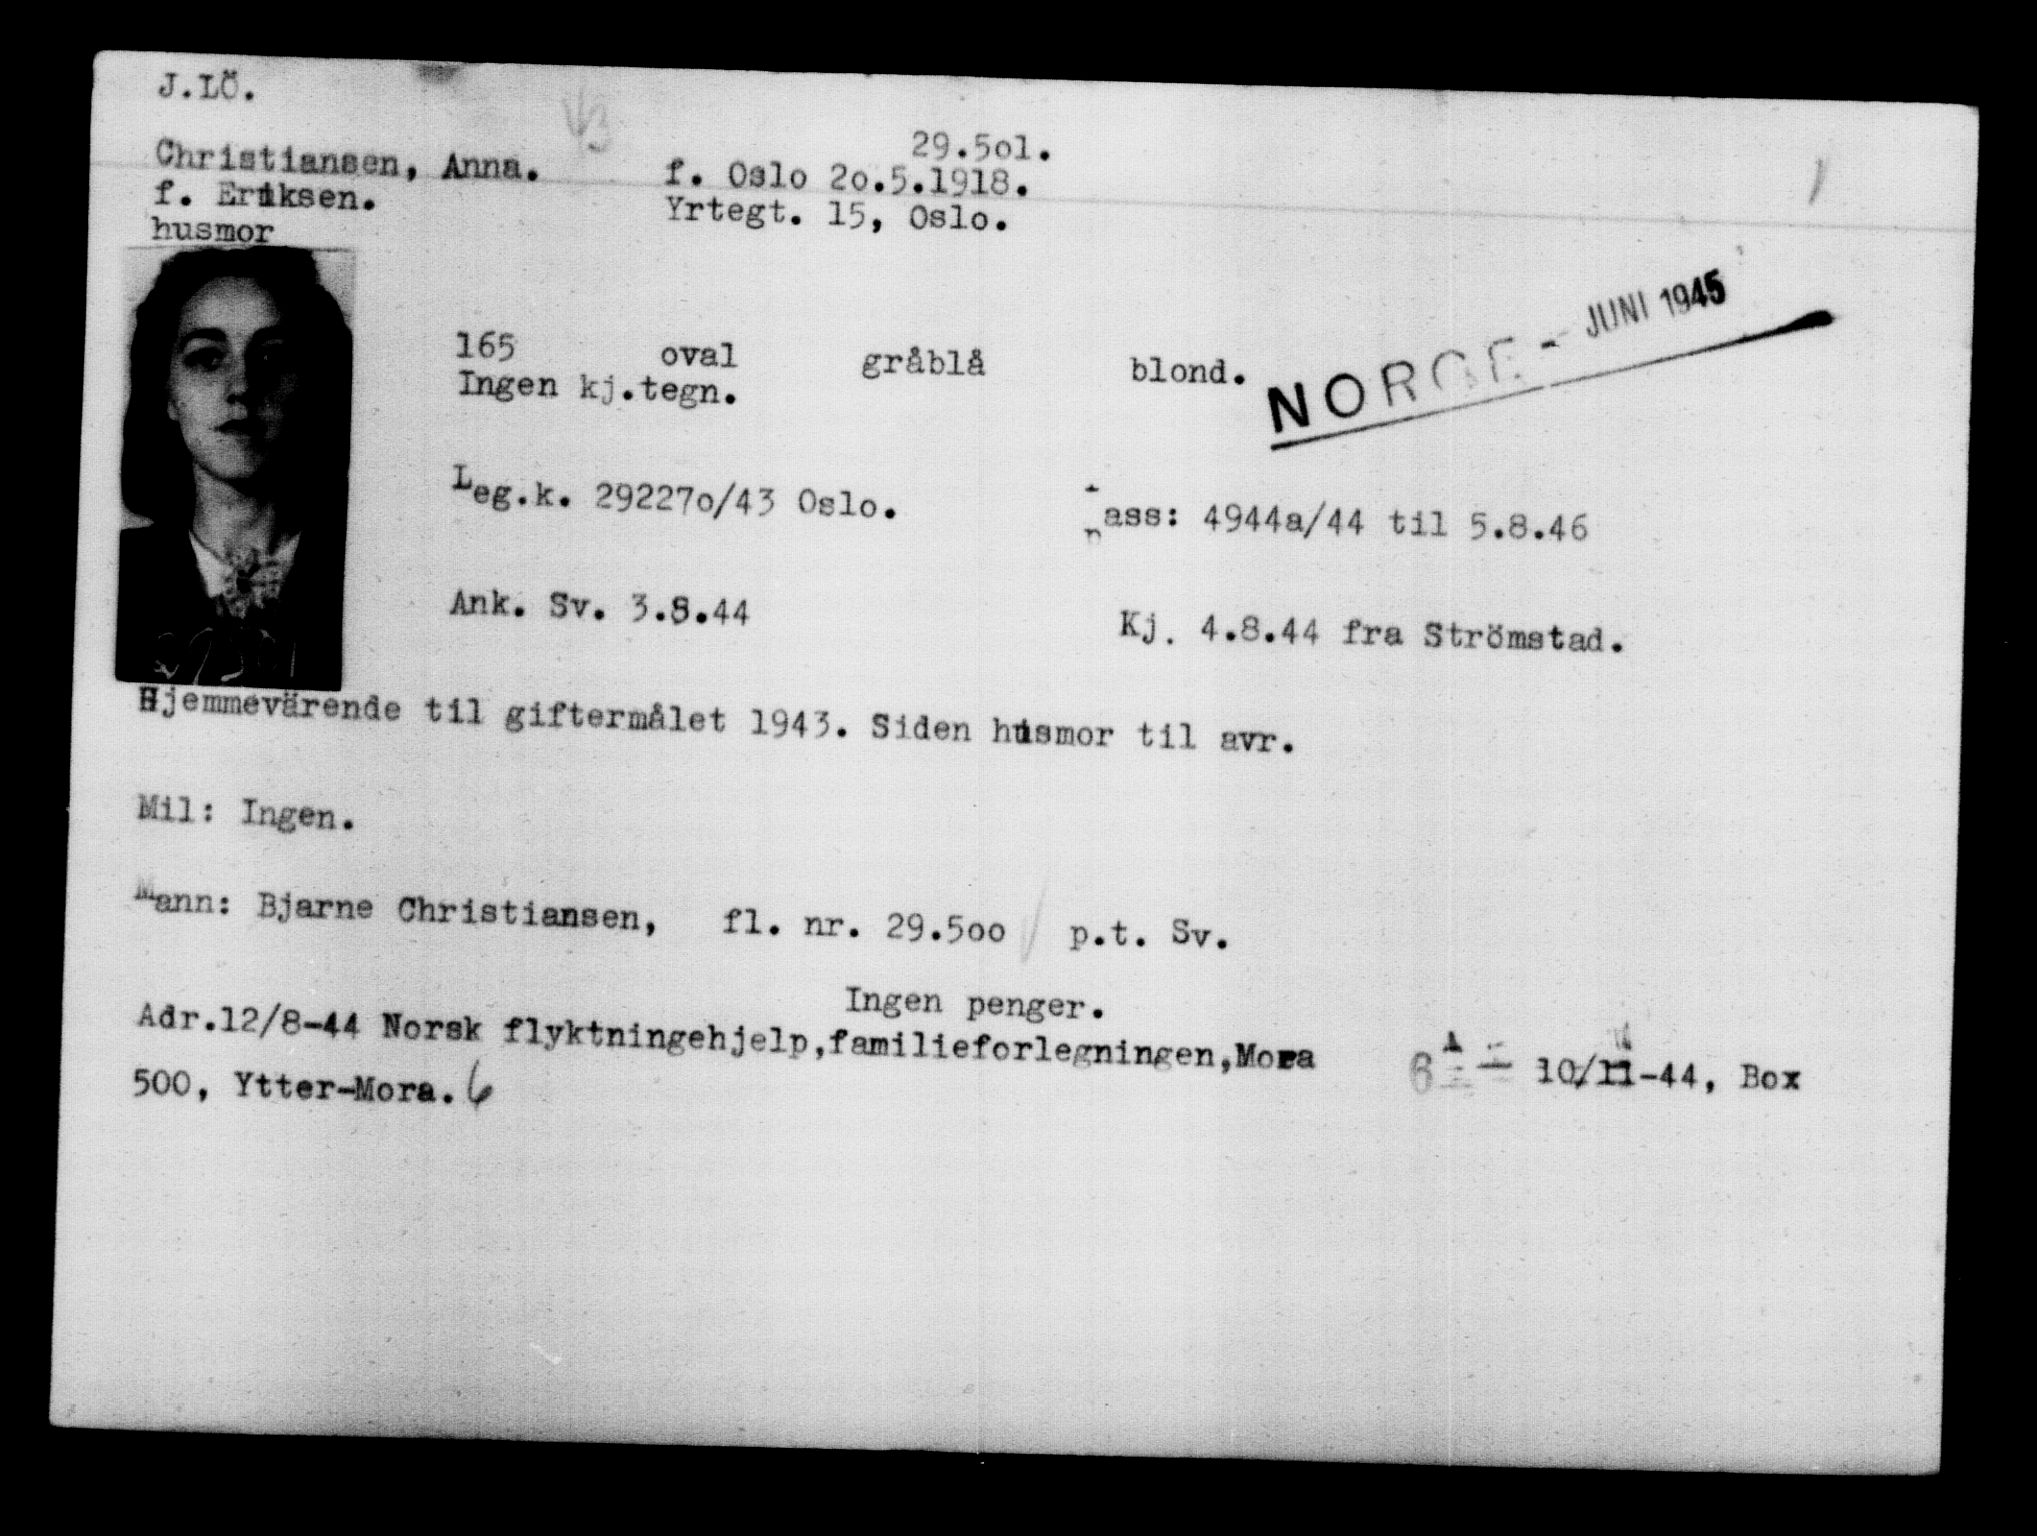 J.LÖ.
29.5ol.
Christiansen, Anna. f. Oslo 2o.5.1918.
f. Eriksen. Yrtegt. 15, Oslo.
husmor
NORGE - JUNI 1945
165 oval gråblå blond.
Ingen kj.tegn.
Leg.k. 29227o/43 Oslo. Pass: 4944a/44 til 5.8.46
Ank. Sv. 3.8.44 Kj. 4.8.44 fra Strömstad.
Hjemmevärende til giftermålet 1943. Siden husmor til avr.
Mil: Ingen.
Mann: Bjarne Christiansen, fl. nr. 29.5oo p.t. Sv.
Ingen penger.
Adr.12/8-44 Norsk flyktningehjelp,familieforlegningen,Mora 10/11-44, Box
500, Ytter-Mora. 6